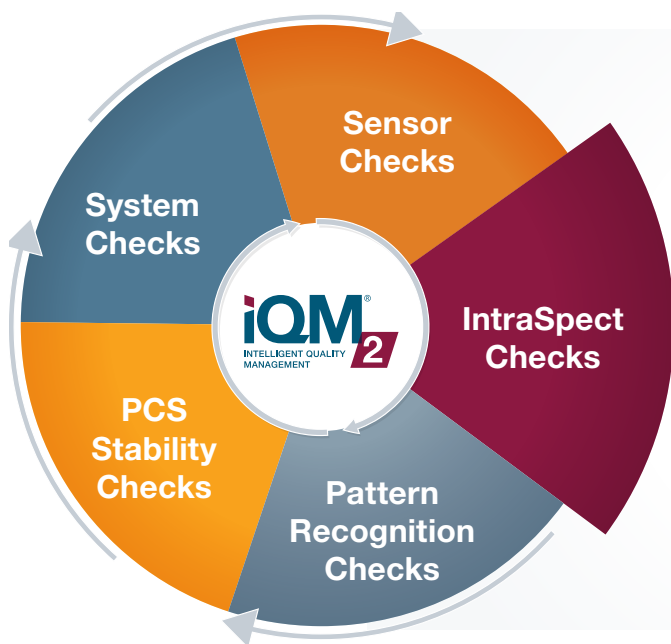 Sensor
Checks
IntraSpect
Checks
Pattern
Recognition
Checks
PCS
Stability
Checks
System
Checks
iQM®
2
INTELLIGENT QUALITY
MANAGEMENT